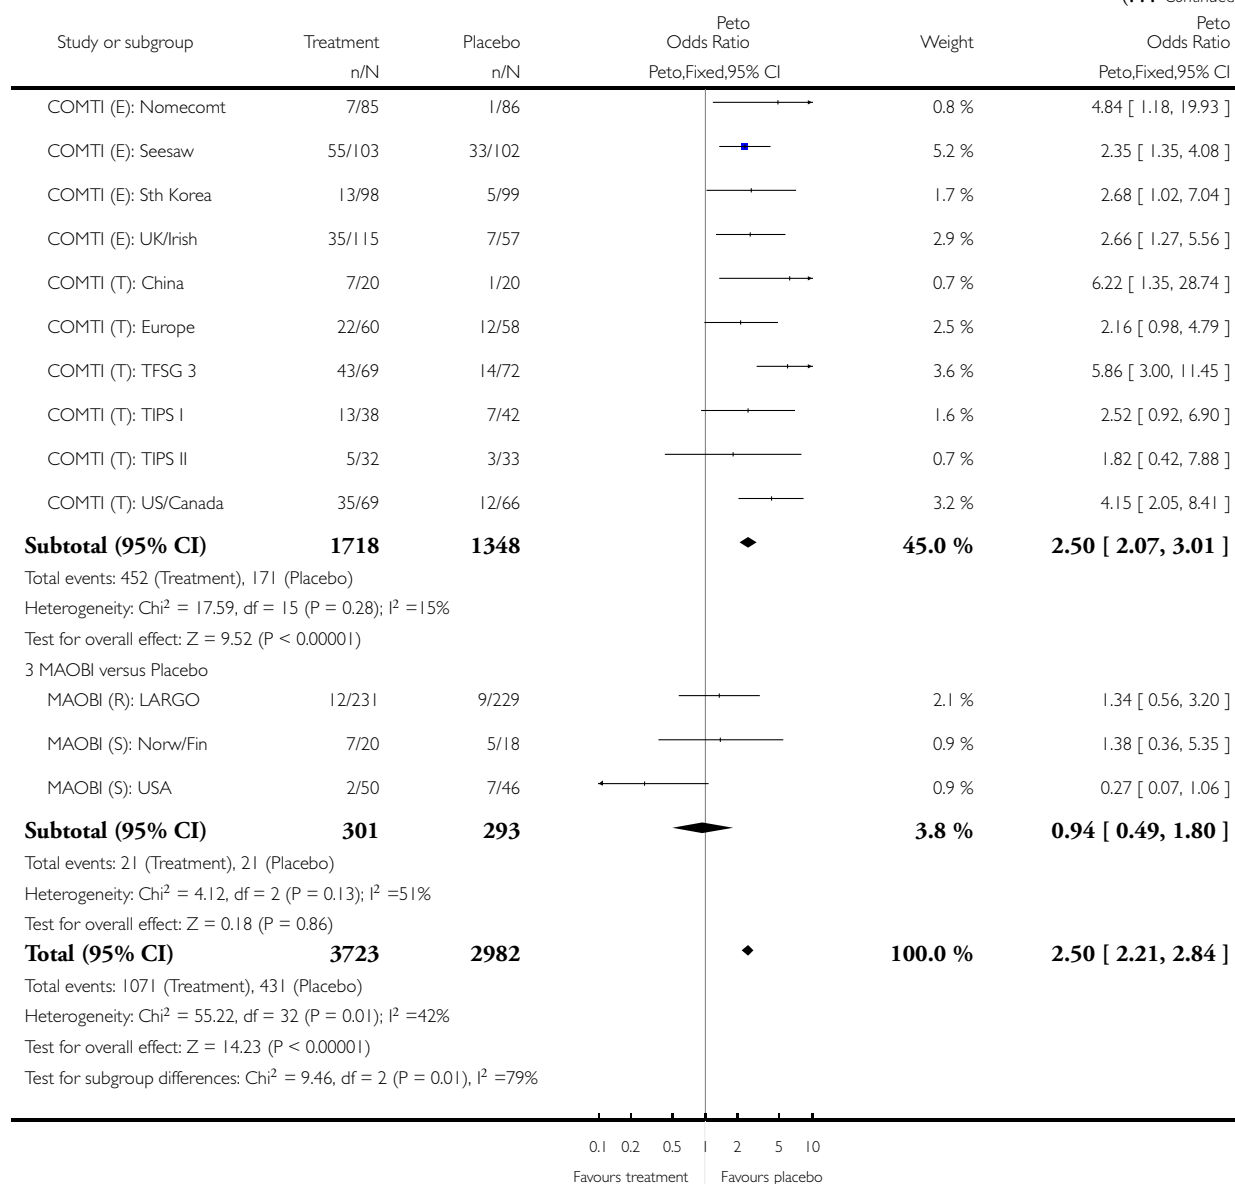 Continued
Study or subgroup Treatment Placebo Peto Odds Ratio Weight Peto Odds Ratio
n/N n/N Peto,Fixed,95% CI Peto,Fixed,95% CI
COMTI (E): Nomecomt 7/85 1/86 0.8 % 4.84 [ 1.18, 19.93 ]
COMTI (E): Seesaw 55/103 33/102 5.2 % 2.35 [ 1.35, 4.08 ]
COMTI (E): Sth Korea 13/98 5/99 1.7 % 2.68 [ 1.02, 7.04 ]
COMTI (E): UK/Irish 35/115 7/57 2.9 % 2.66 [ 1.27, 5.56 ]
COMTI (T): China 7/20 1/20 0.7 % 6.22 [ 1.35, 28.74 ]
COMTI (T): Europe 22/60 12/58 2.5 % 2.16 [ 0.98, 4.79 ]
COMTI (T): TFSG 3 43/69 14/72 3.6 % 5.86 [ 3.00, 11.45 ]
COMTI (T): TIPS I 13/38 7/42 1.6 % 2.52 [ 0.92, 6.90 ]
COMTI (T): TIPS II 5/32 3/33 0.7 % 1.82 [ 0.42, 7.88 ]
COMTI (T): US/Canada 35/69 12/66 3.2 % 4.15 [ 2.05, 8.41 ]
Subtotal (95% CI) 1718 1348 45.0 % 2.50 [ 2.07, 3.01 ]
Total events: 452 (Treatment), 171 (Placebo)
Heterogeneity: Chi² = 17.59, df = 15 (P = 0.28); I² =15%
Test for overall effect: Z = 9.52 (P < 0.00001)
3 MAOBI versus Placebo
MAOBI (R): LARGO 12/231 9/229 2.1 % 1.34 [ 0.56, 3.20 ]
MAOBI (S): Norw/Fin 7/20 5/18 0.9 % 1.38 [ 0.36, 5.35 ]
MAOBI (S): USA 2/50 7/46 0.9 % 0.27 [ 0.07, 1.06 ]
Subtotal (95% CI) 301 293 3.8 % 0.94 [ 0.49, 1.80 ]
Total events: 21 (Treatment), 21 (Placebo)
Heterogeneity: Chi² = 4.12, df = 2 (P = 0.13); I² =51%
Test for overall effect: Z = 0.18 (P = 0.86)
Total (95% CI) 3723 2982 100.0 % 2.50 [ 2.21, 2.84 ]
Total events: 1071 (Treatment), 431 (Placebo)
Heterogeneity: Chi² = 55.22, df = 32 (P = 0.01); I² =42%
Test for overall effect: Z = 14.23 (P < 0.00001)
Test for subgroup differences: Chi² = 9.46, df = 2 (P = 0.01), I² =79%
0.1 0.2 0.5 1 2 5 10
Favours treatment Favours placebo